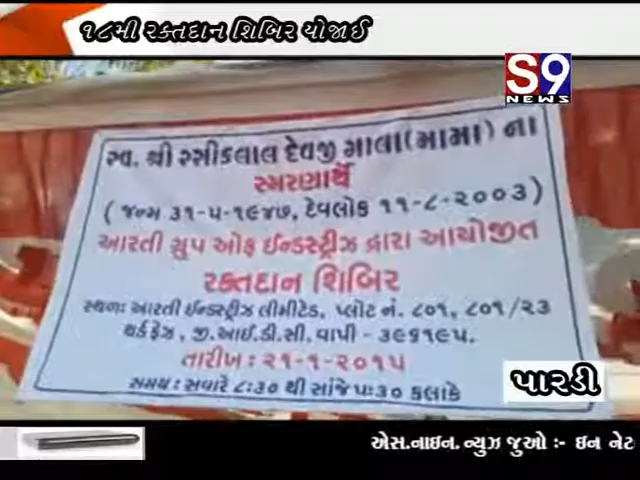 ૧૮મી રક્તદાન શિબિર યોજાઈ
S9
NEWS
સ્વ. શ્રી રસીકલાલ દેવજી ગાલા(મામા) ના
સ્મરણાર્થે
(જન્મ ૩૧-૫-૧૯૪૭, દેવલોક ૧૧-૮-૨૦૦૩)
આરતી ગ્રુપ ઓફ ઈન્ડસ્ટ્રીઝ દ્વારા આયોજીત
રક્તદાન શિબિર
સ્થળ: આરતી ઈન્ડસ્ટ્રીઝ લીમીટેડ, પ્લોટ નં. ૮૦૧, ૮૦૧/૨૩
થર્ડ ફેઝ, જી.આઈ.ડી.સી. વાપી - ૩૯૬૧૯૫.
તારીખ : ૨૧-૧-૨૦૧૫
સમય : સવારે ૮:૩૦ થી સાંજે ૫:૩૦ કલાકે
પારડી
એસ.નાઇન. ન્યુઝ જુઓ :- ઇન નેટ